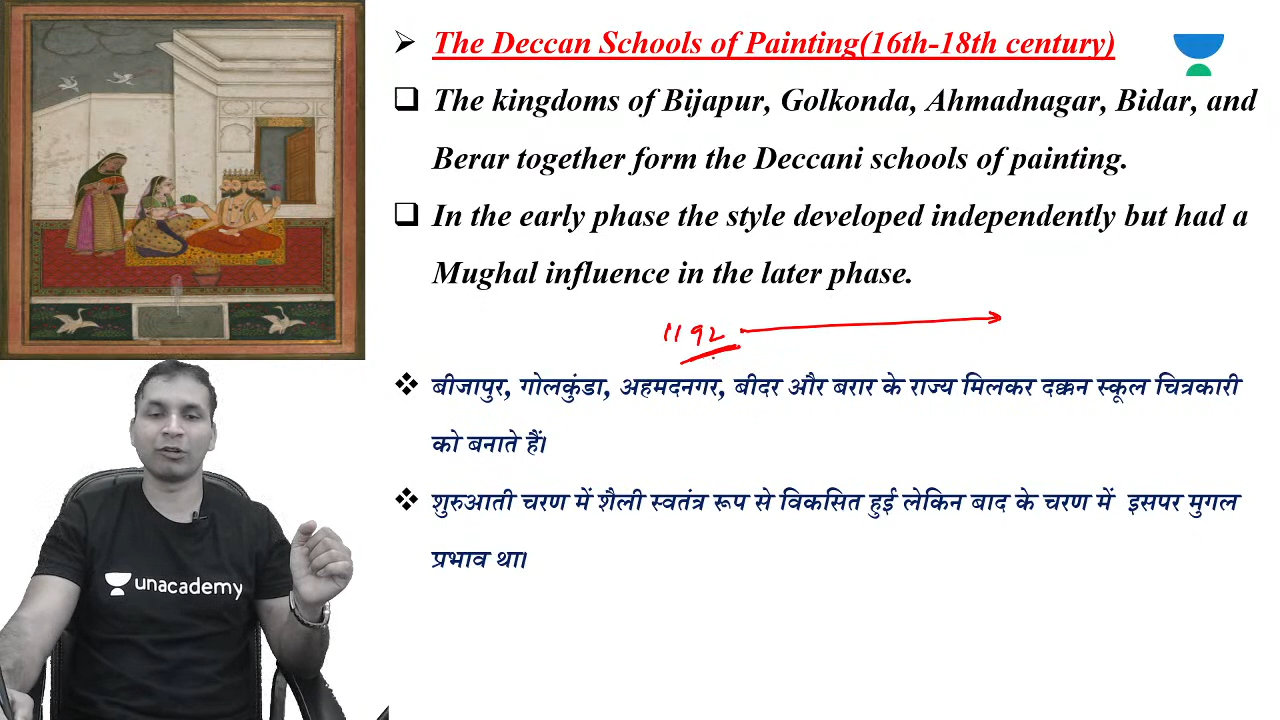 The Deccan Schools of Painting(16th-18th century)
The kingdoms of Bijapur, Golkonda, Ahmadnagar, Bidar, and
Berar together form the Deccani schools of painting.
In the early phase the style developed independently but had a
Mughal influence in the later phase.
1192
बीजापुर, गोलकुंडा, अहमदनगर, बीदर और बरार के राज्य मिलकर दक्कन स्कूल चित्रकारी
को बनाते हैं।
शुरुआती चरण में शैली स्वतंत्र रूप से विकसित हुई लेकिन बाद के चरण में इसपर मुगल
प्रभाव था।
unacademy